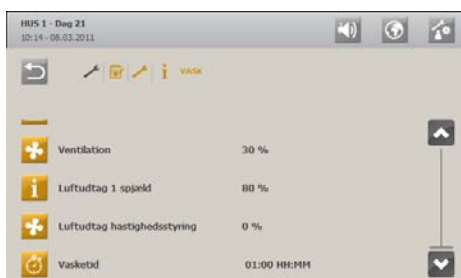 HUS 1 - Dag 21
10:14 - 08.03.2011
VASK
Ventilation 30 %
Luftudtag 1 spjæld 80 %
Luftudtag hastighedsstyring 0 %
Vasketid 01:00 HH:MM